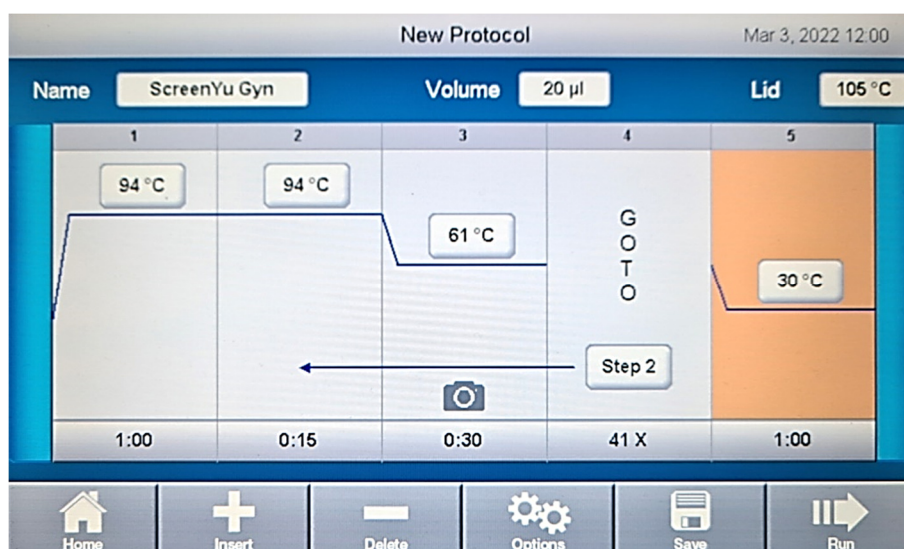 New Protocol
Mar 3, 2022 12:00
Name ScreenYu Gyn Volume 20 µl Lid 105 °C
1 2 3 4 5
94 °C 94 °C 61 °C GOTO 30 °C
Step 2
1:00 0:15 0:30 41 X 1:00
Home Insert Delete Options Save Run